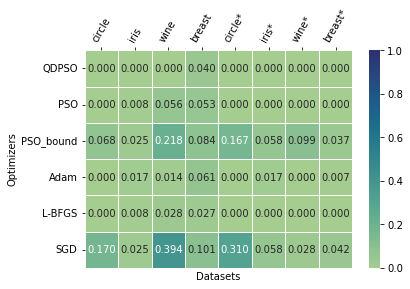 circle iris wine breast circle* iris* wine* breast*
QDPSO 0.000 0.000 0.000 0.040 0.000 0.000 0.000 0.000
PSO 0.000 0.008 0.056 0.053 0.000 0.000 0.000 0.000
PSO_bound 0.068 0.025 0.218 0.084 0.167 0.058 0.099 0.037
Adam 0.000 0.017 0.014 0.061 0.000 0.017 0.000 0.007
L-BFGS 0.000 0.008 0.028 0.027 0.000 0.000 0.000 0.000
SGD 0.170 0.025 0.394 0.101 0.310 0.058 0.028 0.042
Optimizers
Datasets
1.0
0.8
0.6
0.4
0.2
0.0